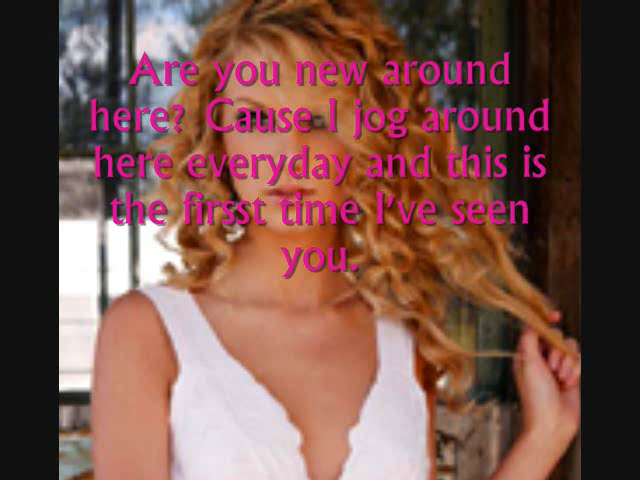 Are you new around
here? Cause I jog around
here everyday and this is
the firsst time I've seen
you.